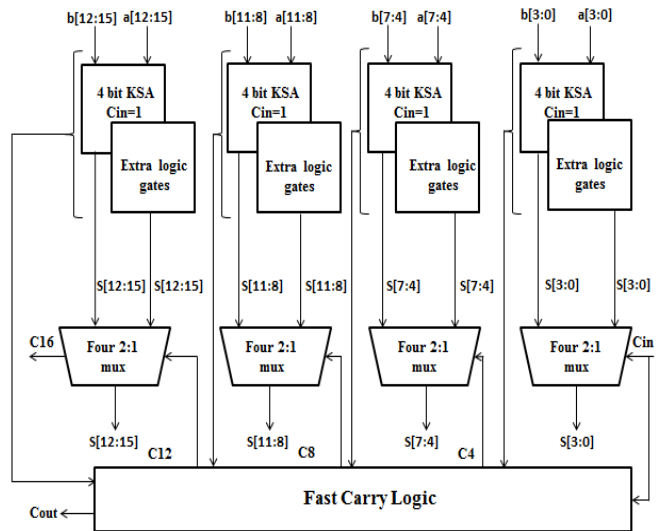 b[12:15] a[12:15] b[11:8] a[11:8] b[7:4] a[7:4] b[3:0] a[3:0]
4 bit KSA
Cin=1
4 bit KSA
Cin=1
4 bit KSA
Cin=1
4 bit KSA
Cin=1
Extra logic
gates
Extra logic
gates
Extra logic
gates
Extra logic
gates
S[12:15] S[12:15] S[11:8] S[11:8] S[7:4] S[7:4] S[3:0] S[3:0]
C16
Four 2:1
mux
Four 2:1
mux
Four 2:1
mux
Four 2:1
mux
Cin
S[12:15] S[11:8] S[7:4] S[3:0]
C12 C8 C4
Fast Carry Logic
Cout